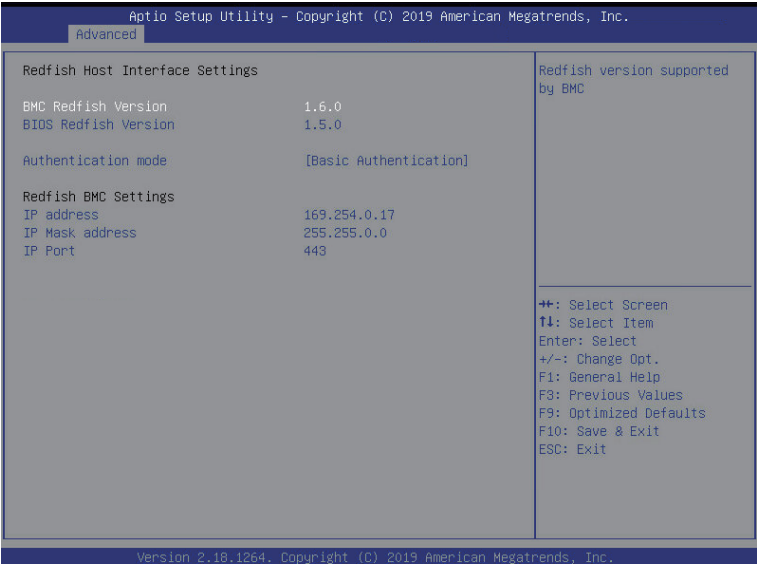 Aptio Setup Utility – Copyright (C) 2019 American Megatrends, Inc.
Advanced
Redfish Host Interface Settings
BMC Redfish Version 1.6.0
BIOS Redfish Version 1.5.0
Authentication mode [Basic Authentication]
Redfish BMC Settings
IP address 169.254.0.17
IP Mask address 255.255.0.0
IP Port 443
Redfish version supported
by BMC
→←: Select Screen
↑↓: Select Item
Enter: Select
+/-: Change Opt.
F1: General Help
F3: Previous Values
F9: Optimized Defaults
F10: Save & Exit
ESC: Exit
Version 2.18.1264. Copyright (C) 2019 American Megatrends, Inc.